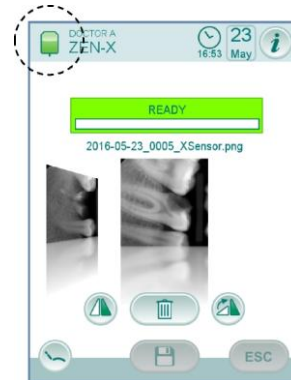 DOCTOR A
ZEN-X
16:53
23
May
i
READY
2016-05-23_0005_XSensor.png
ESC